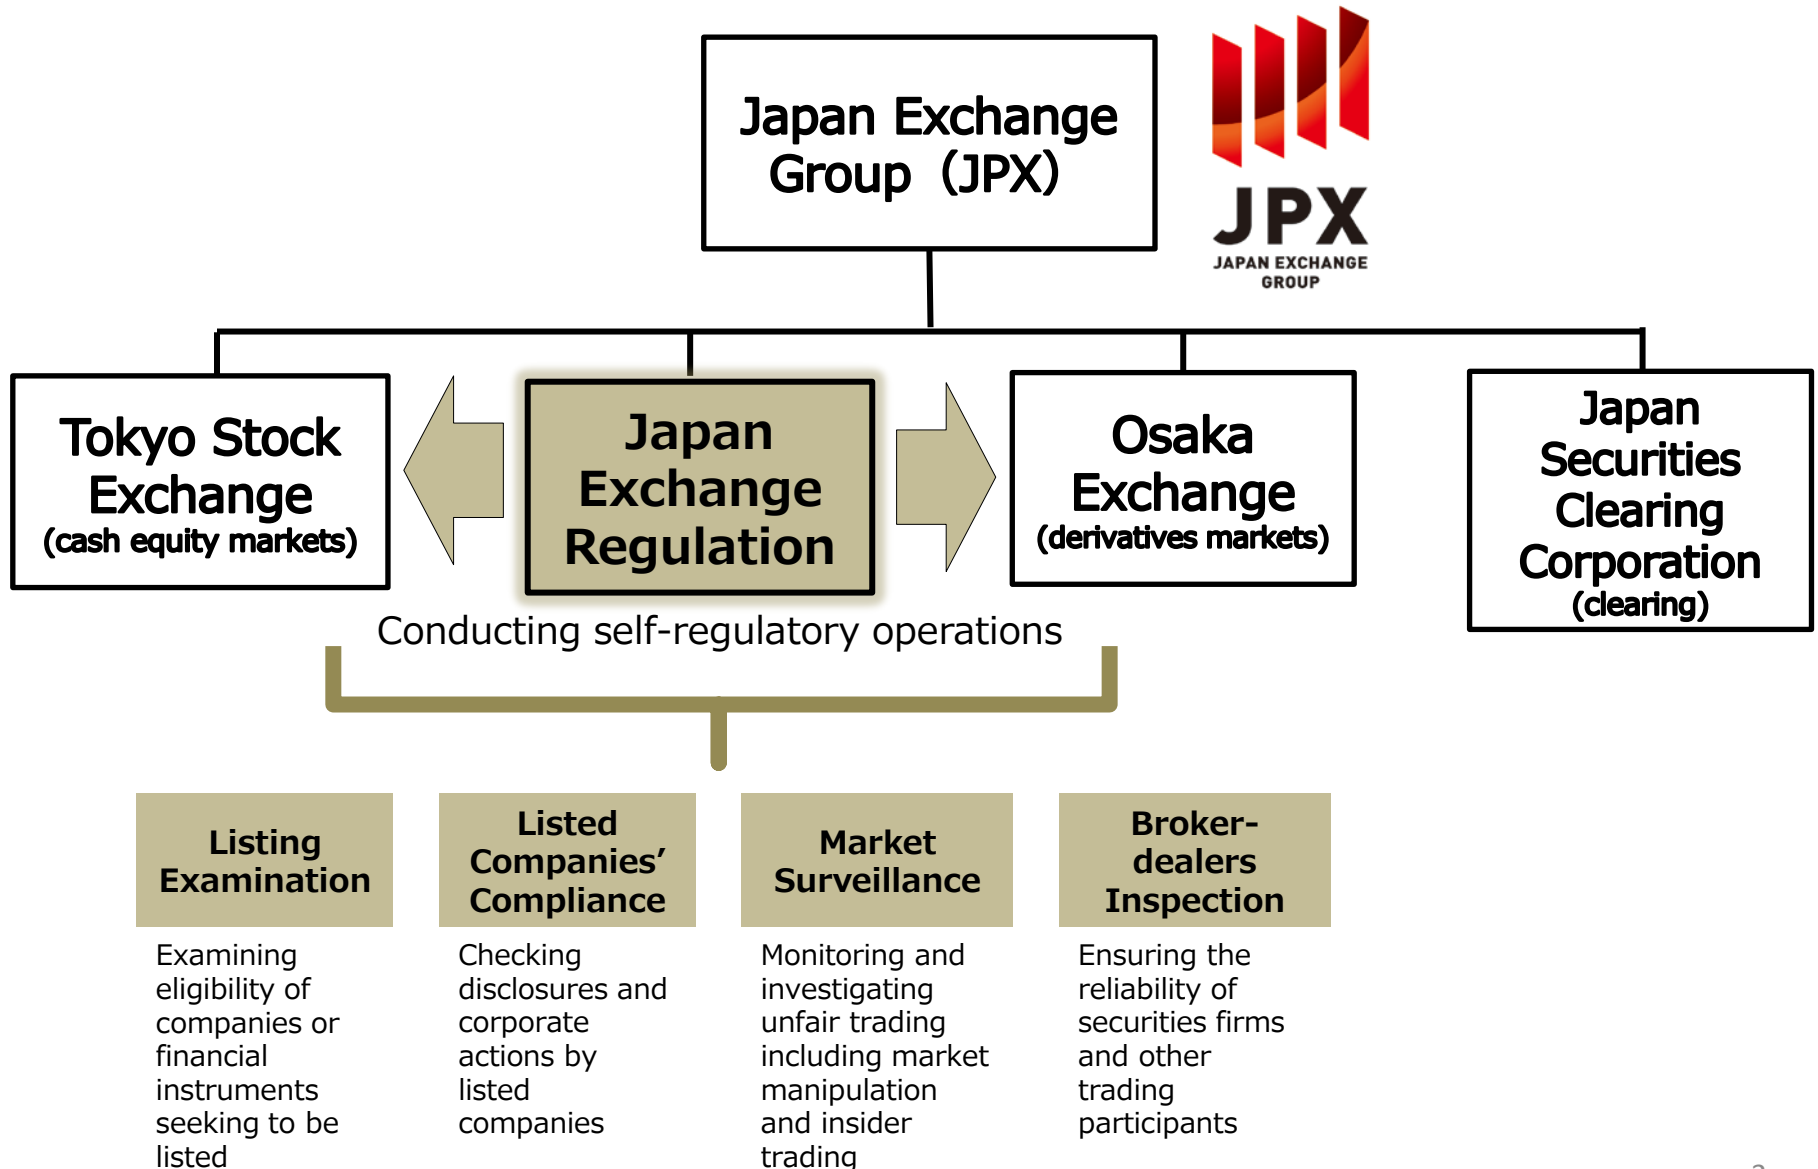 Japan Exchange
Group (JPX)
JPX
JAPAN EXCHANGE
GROUP
Tokyo Stock
Exchange
(cash equity markets)
Japan
Exchange
Regulation
Osaka
Exchange
(derivatives markets)
Japan
Securities
Clearing
Corporation
(clearing)
Conducting self-regulatory operations
Listing
Examination
Examining
eligibility of
companies or
financial
instruments
seeking to be
listed
Listed
Companies’
Compliance
Checking
disclosures and
corporate
actions by
listed
companies
Market
Surveillance
Monitoring and
investigating
unfair trading
including market
manipulation
and insider
trading
Broker-
dealers
Inspection
Ensuring the
reliability of
securities firms
and other
trading
participants